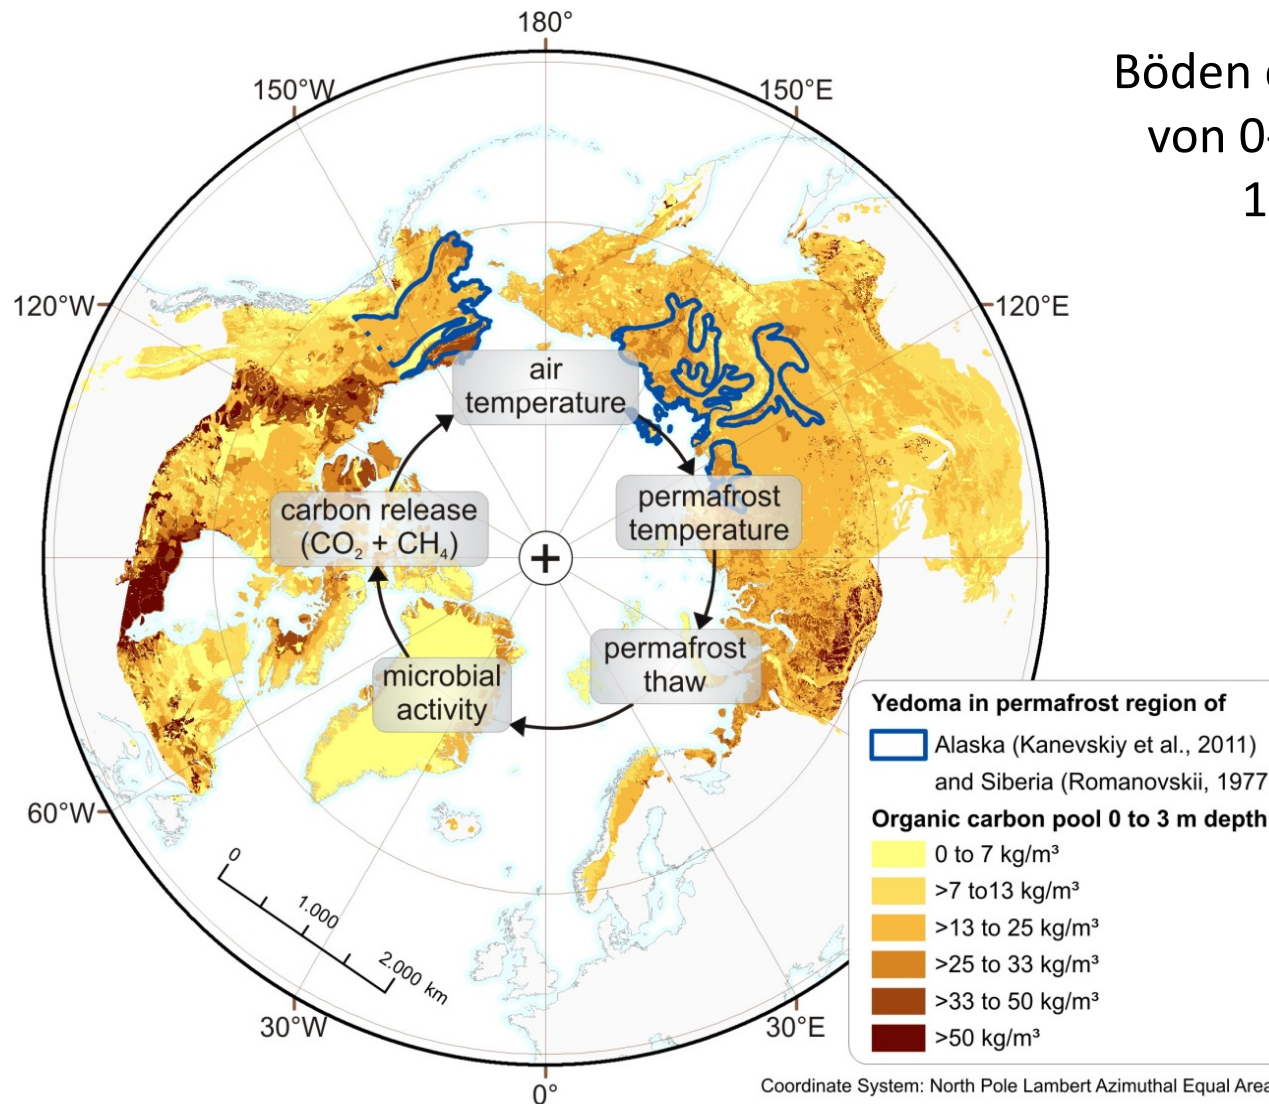 180°
150°W
150°E
Böden
von 0-
1
120°W
120°E
air
temperature
permafrost
temperature
carbon release
(CO₂ + CH₄)
permafrost
thaw
microbial
activity
60°W
0
1.000
2.000 km
30°W
30°E
0°
Yedoma in permafrost region of
Alaska (Kanevskiy et al., 2011)
and Siberia (Romanovskii, 1977
Organic carbon pool 0 to 3 m depth
0 to 7 kg/m³
>7 to13 kg/m³
>13 to 25 kg/m³
>25 to 33 kg/m³
>33 to 50 kg/m³
>50 kg/m³
Coordinate System: North Pole Lambert Azimuthal Equal Area